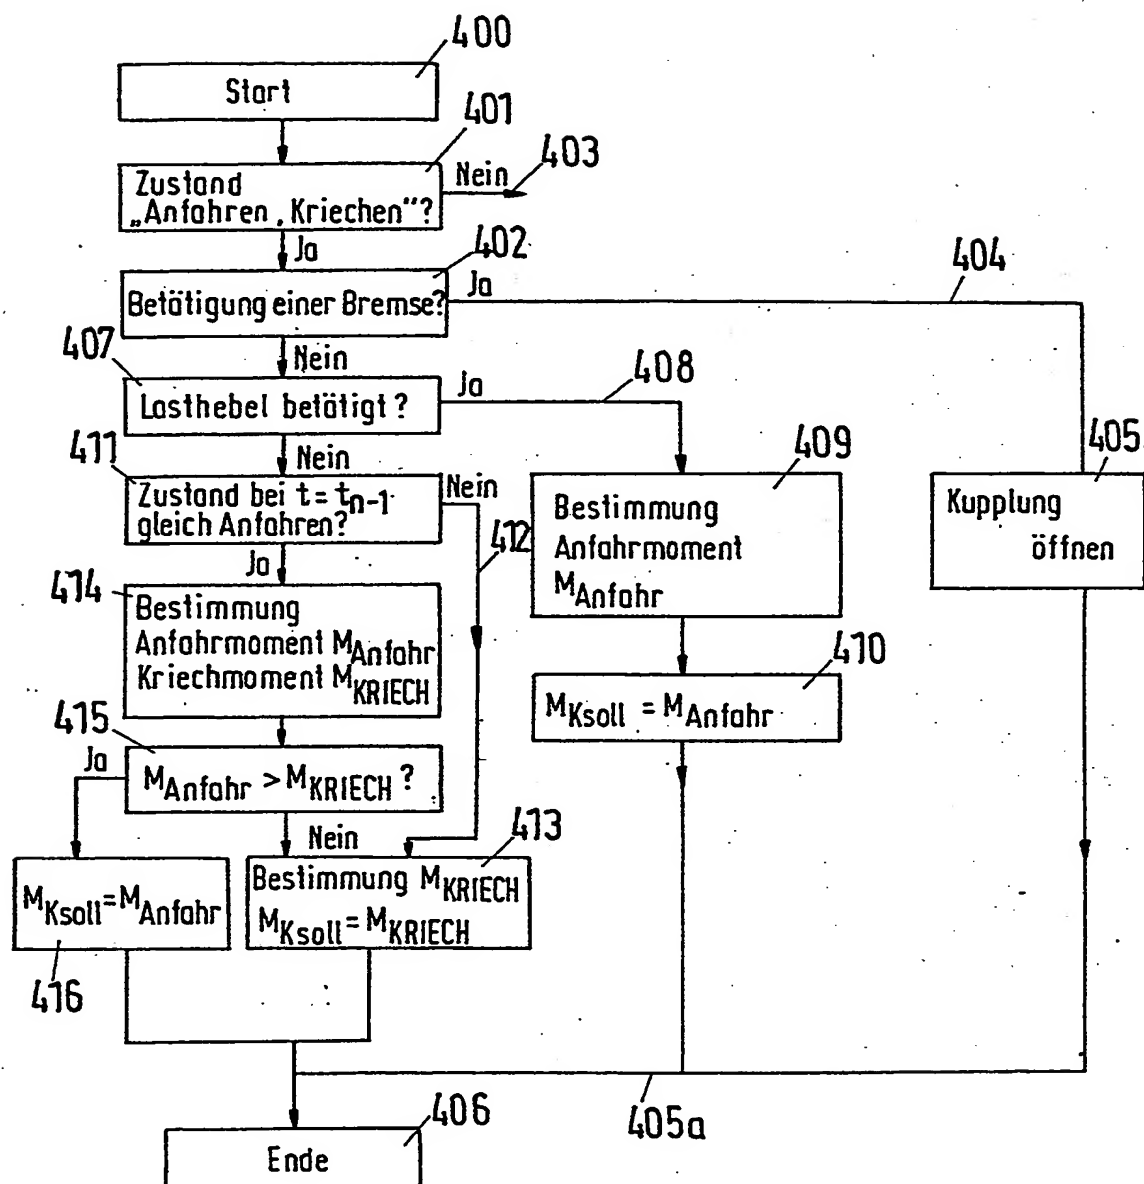 400
Start
401
Zustand
„Anfahren, Kriechen“?
Nein
403
Ja
402
Betätigung einer Bremse?
Ja
404
407
Nein
Lasthebel betätigt?
Ja
408
411
Nein
Zustand bei t = tn-1
gleich Anfahren?
Nein
412
409
Bestimmung
Anfahrmoment
MAnfahr
405
Kupplung
öffnen
Ja
414
Bestimmung
Anfahrmoment MAnfahr
Kriechmoment MKRIECH
410
MKsoll = MAnfahr
415
Ja
MAnfahr > MKRIECH ?
Nein
413
MKsoll = MAnfahr
416
Bestimmung MKRIECH
MKsoll = MKRIECH
405a
406
Ende